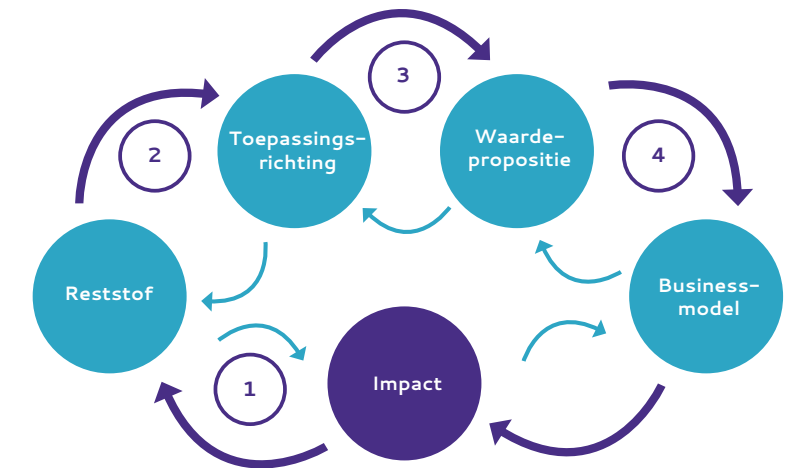 3
2
Toepassings-
richting
Waarde-
propositie
4
Reststof
Business-
model
1
Impact